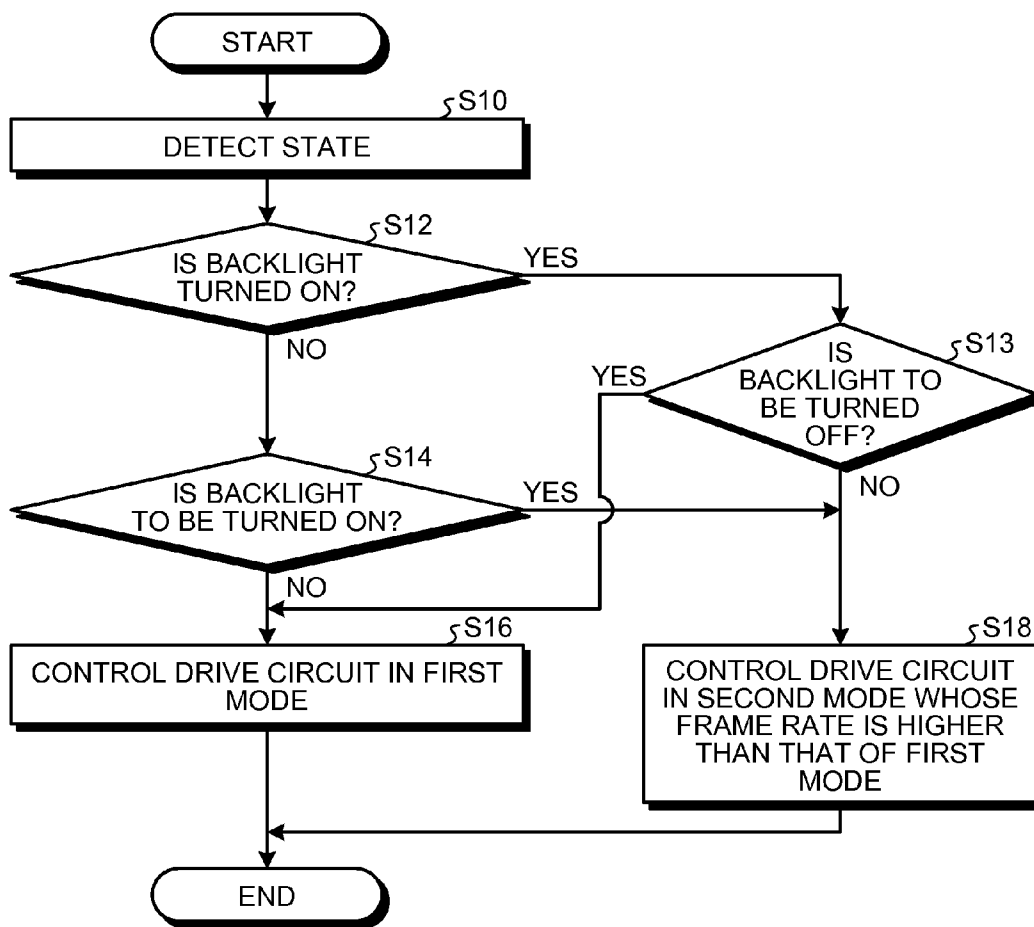 START
S10
DETECT STATE
S12
IS BACKLIGHT
TURNED ON?
YES
NO
S13
IS
BACKLIGHT TO
BE TURNED
OFF?
YES
NO
S14
IS BACKLIGHT
TO BE TURNED ON?
YES
NO
S16
CONTROL DRIVE CIRCUIT IN FIRST
MODE
S18
CONTROL DRIVE CIRCUIT
IN SECOND MODE WHOSE
FRAME RATE IS HIGHER
THAN THAT OF FIRST
MODE
END